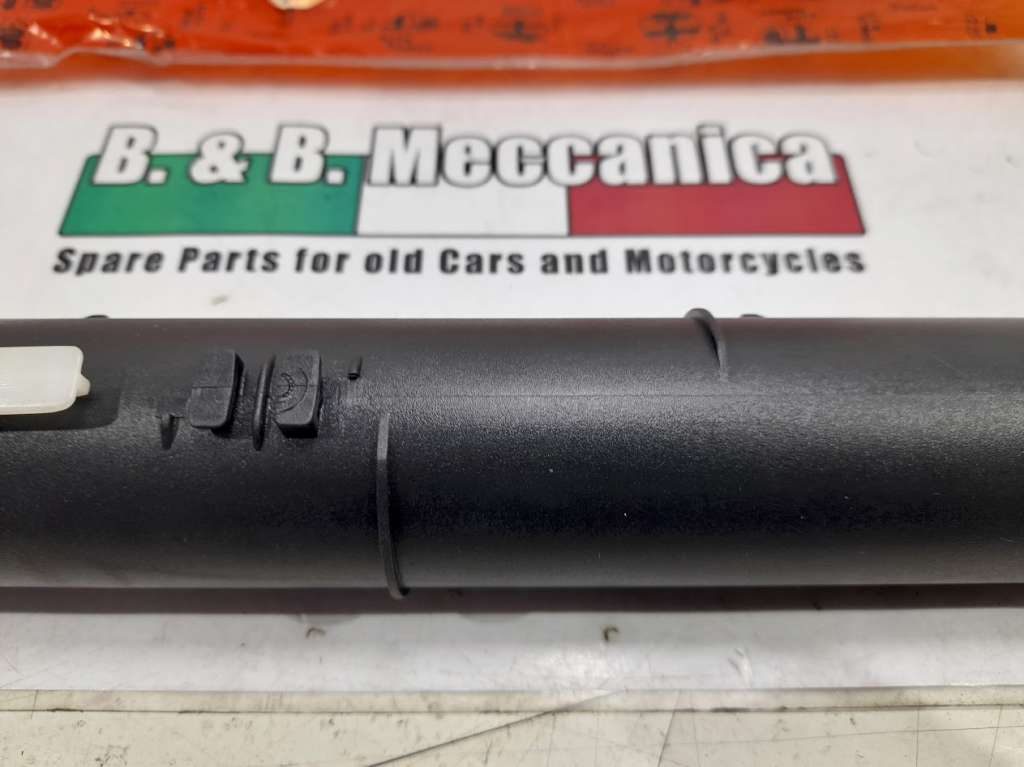 B. & B. Meccanica
Spare Parts for old Cars and Motorcycles